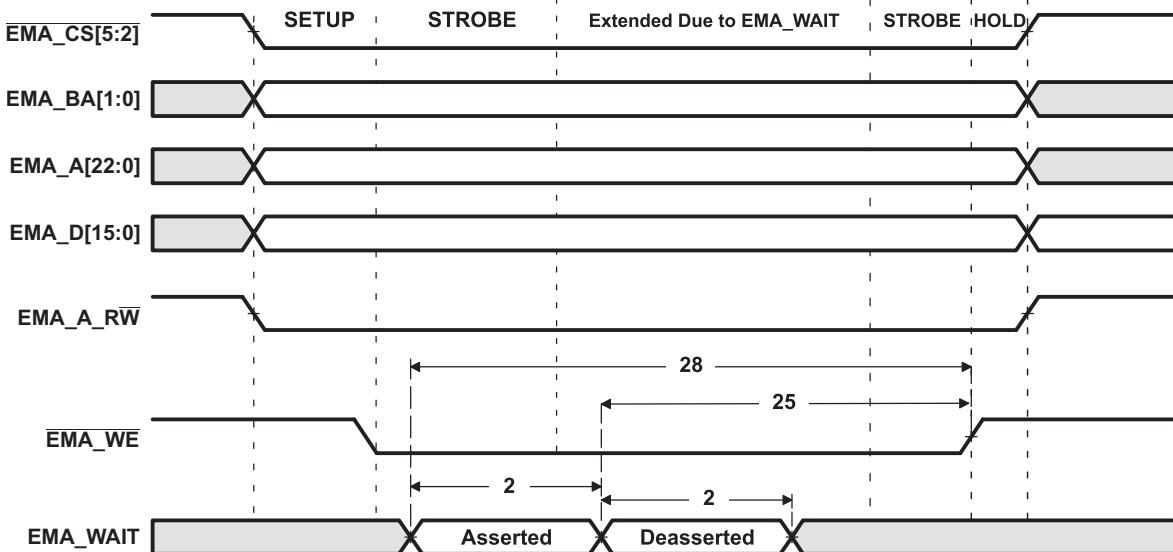 SETUP STROBE Extended Due to EMA_WAIT STROBE HOLD
EMA_CS[5:2]
EMA_BA[1:0]
EMA_A[22:0]
EMA_D[15:0]
EMA_A_RW
28
25
EMA_WE
2
2
EMA_WAIT Asserted Deasserted